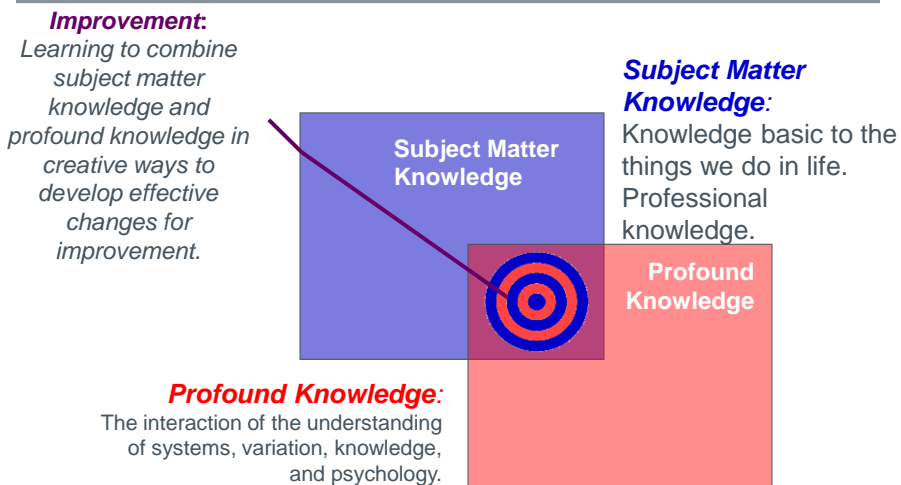 Improvement:
Learning to combine
subject matter
knowledge and
profound knowledge in
creative ways to
develop effective
changes for
improvement.
Subject Matter
Knowledge:
Knowledge basic to the
things we do in life.
Professional
knowledge.
Subject Matter
Knowledge
Profound
Knowledge
Profound Knowledge:
The interaction of the understanding
of systems, variation, knowledge,
and psychology.